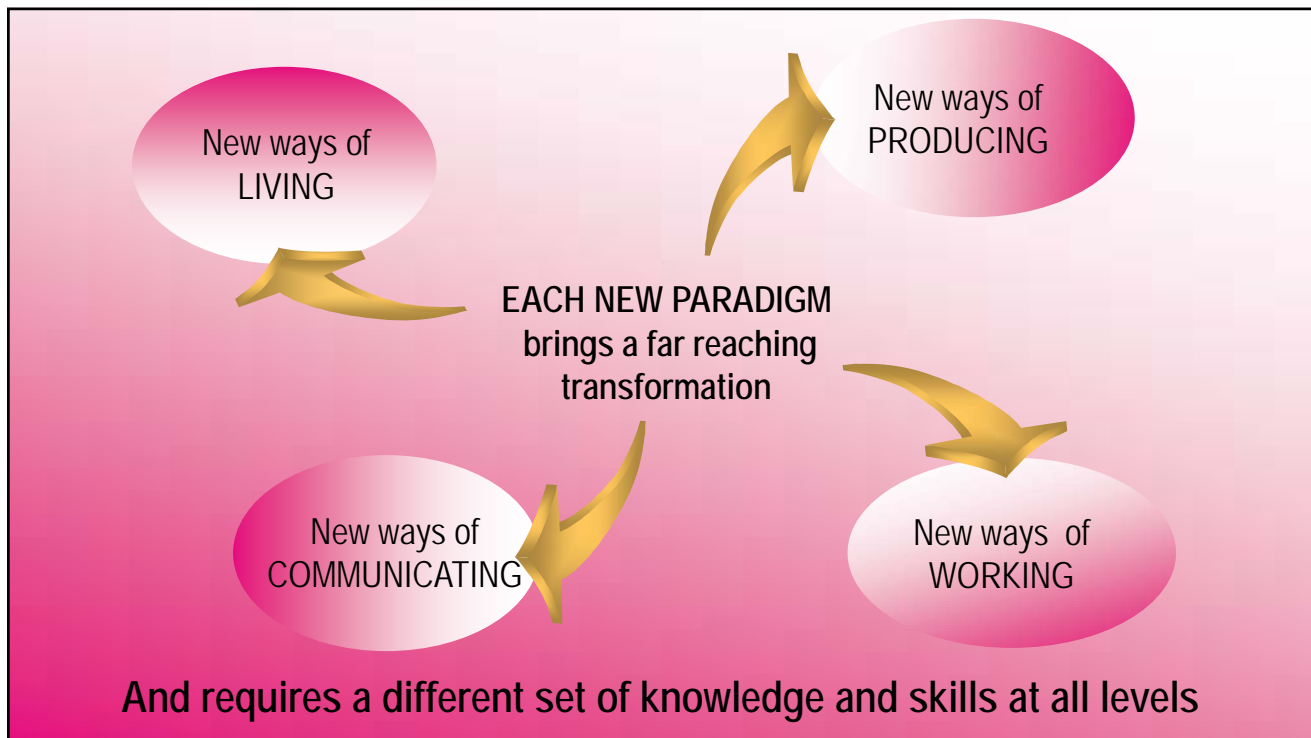 New ways of
LIVING
New ways of
PRODUCING
EACH NEW PARADIGM
brings a far reaching
transformation
New ways of
COMMUNICATING
New ways of
WORKING
And requires a different set of knowledge and skills at all levels